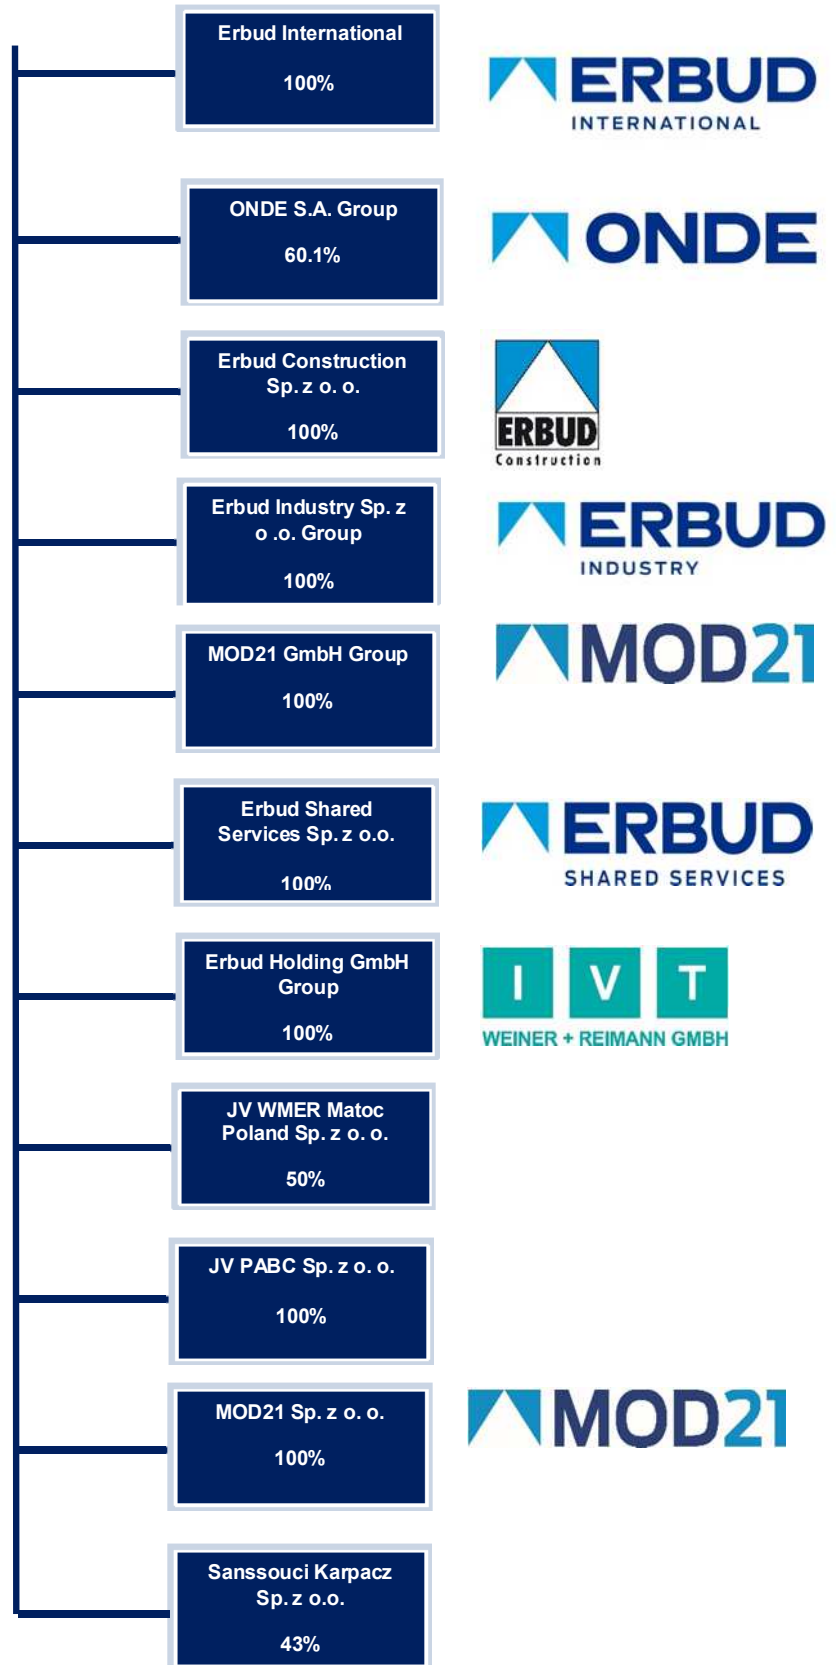 Erbud International
100%
ERBUD
INTERNATIONAL
ONDE S.A. Group
60.1%
ONDE
Erbud Construction
Sp. z o. o.
100%
ERBUD
Construction
Erbud Industry Sp. z
o .o. Group
100%
ERBUD
INDUSTRY
MOD21 GmbH Group
100%
MOD21
Erbud Shared
Services Sp. z o.o.
100%
ERBUD
SHARED SERVICES
Erbud Holding GmbH
Group
100%
I V T
WEINER + REIMANN GMBH
JV WMER Matoc
Poland Sp. z o. o.
50%
JV PABC Sp. z o. o.
100%
MOD21 Sp. z o. o.
100%
MOD21
Sanssouci Karpacz
Sp. z o.o.
43%